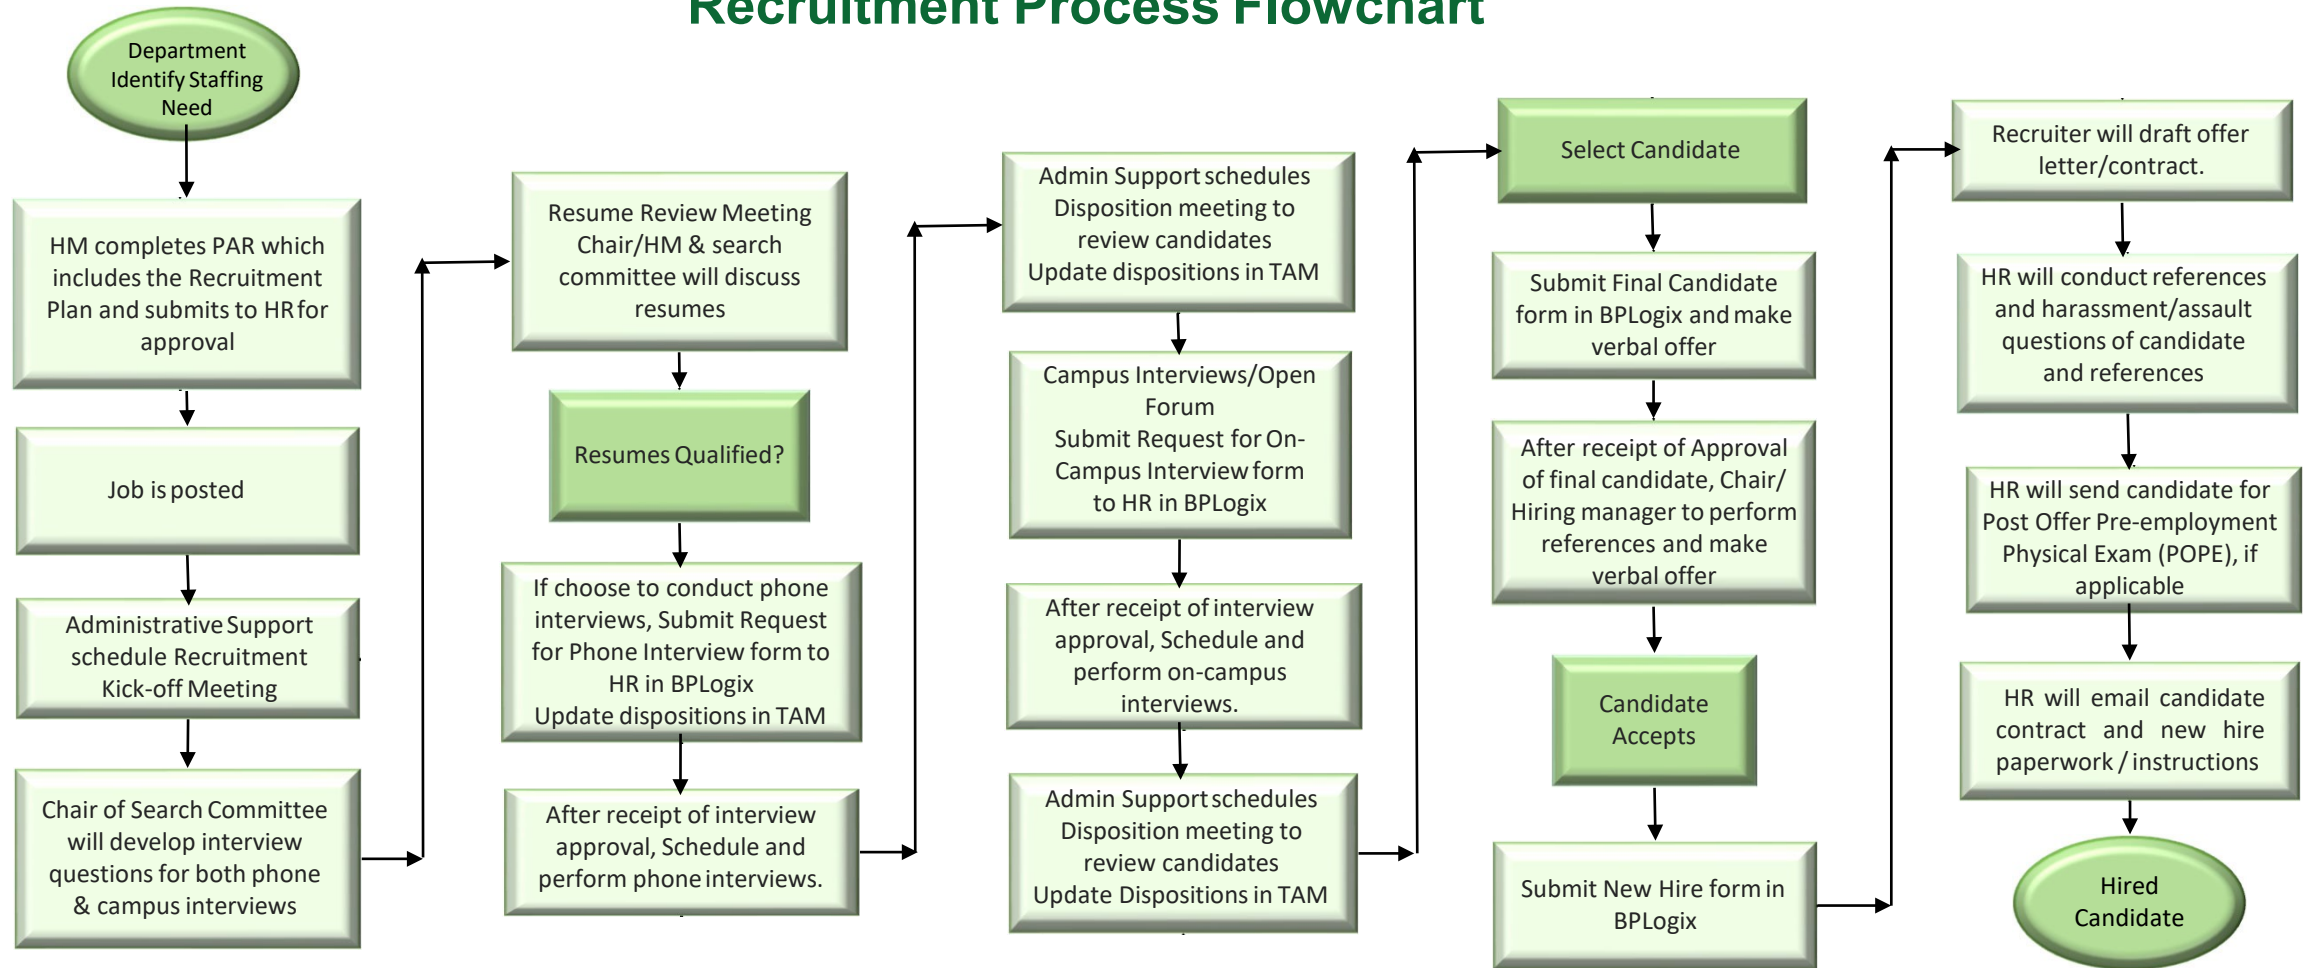 Recruitment Process Flowchart
Department
Identify Staffing
Need
HM completes PAR which
includes the Recruitment
Plan and submits to HR for
approval
Job is posted
Administrative Support
schedule Recruitment
Kick-off Meeting
Chair of Search Committee
will develop interview
questions for both phone
& campus interviews
Resume Review Meeting
Chair/HM & search
committee will discuss
resumes
Resumes Qualified?
If choose to conduct phone
interviews, Submit Request
for Phone Interview form to
HR in BPLogix
Update dispositions in TAM
After receipt of interview
approval, Schedule and
perform phone interviews.
Admin Support schedules
Disposition meeting to
review candidates
Update dispositions in TAM
Campus Interviews/Open
Forum
Submit Request for On-
Campus Interview form
to HR in BPLogix
After receipt of interview
approval, Schedule and
perform on-campus
interviews.
Admin Support schedules
Disposition meeting to
review candidates
Update Dispositions in TAM
Select Candidate
Submit Final Candidate
form in BPLogix and make
verbal offer
After receipt of Approval
of final candidate, Chair/
Hiring manager to perform
references and make
verbal offer
Candidate
Accepts
Submit New Hire form in
BPLogix
Recruiter will draft offer
letter/contract.
HR will conduct references
and harassment/assault
questions of candidate
and references
HR will send candidate for
Post Offer Pre-employment
Physical Exam (POPE), if
applicable
HR will email candidate
contract and new hire
paperwork / instructions
Hired
Candidate